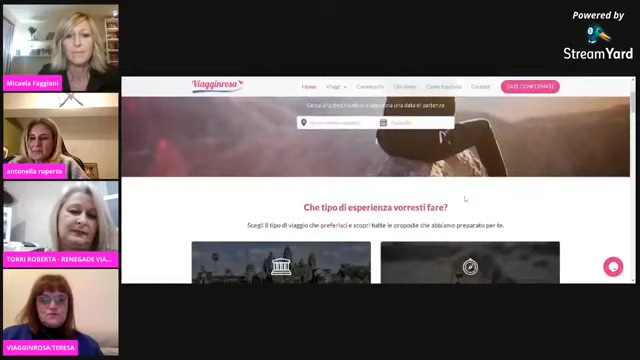 Powered by
StreamYard
Micaela Faggiani
antonella ruperto
TORRI ROBERTA - RENEGADE VIA...
VIAGGINROSA:TERESA
Viagginrosa
Home Viaggi Chi siamo Contatti DATE CONFERMATE
Che tipo di esperienza vorresti fare?
Scegli il tipo di viaggio che preferisci e scopri tutte le proposte che abbiamo preparato per te.